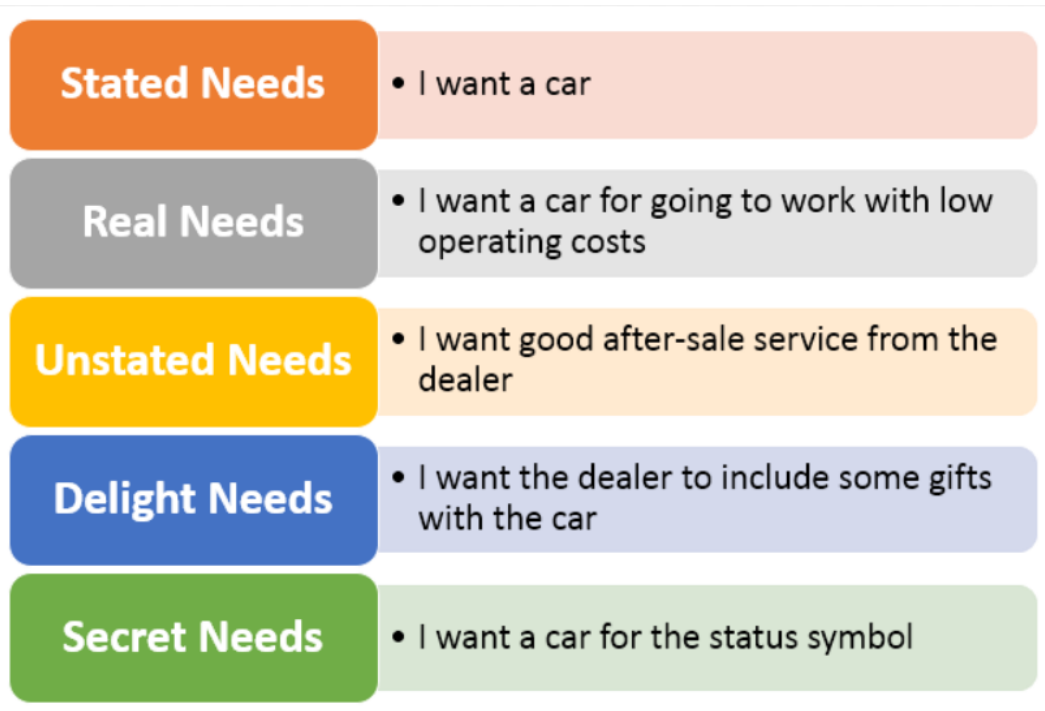 Stated Needs
• I want a car
Real Needs
• I want a car for going to work with low
operating costs
Unstated Needs
• I want good after-sale service from the
dealer
Delight Needs
• I want the dealer to include some gifts
with the car
Secret Needs
• I want a car for the status symbol